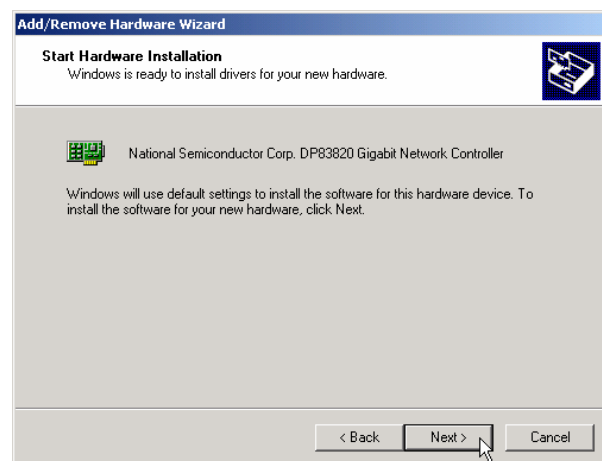 Add/Remove Hardware Wizard
Start Hardware Installation
Windows is ready to install drivers for your new hardware.
National Semiconductor Corp. DP83820 Gigabit Network Controller
Windows will use default settings to install the software for this hardware device. To
install the software for your new hardware, click Next.
< Back Next > Cancel